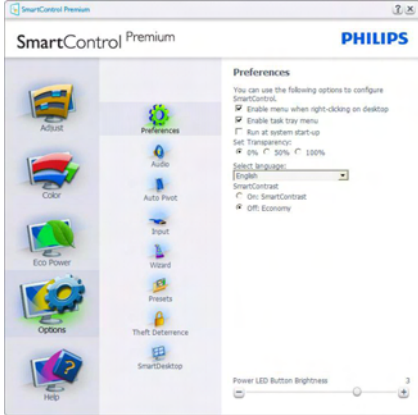 SmartControl Premium
SmartControl Premium
PHILIPS
Adjust
Color
Eco Power
Options
Help
Preferences
Audio
Auto Pivot
Input
Wizard
Presets
Theft Deterrence
SmartDesktop
Preferences
You can use the following options to configure
SmartControl.
Enable menu when right-clicking on desktop
Enable task tray menu
Run at system start-up
Set Transparency:
0% 50% 100%
Select language:
English
SmartContrast
On: SmartContrast
Off: Economy
Power LED Button Brightness 3